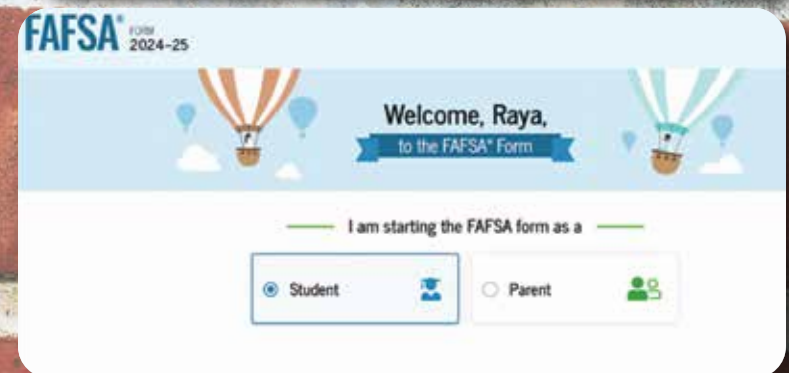 FAFSA® FORM
2024-25
Welcome, Raya,
to the FAFSA® Form
I am starting the FAFSA form as a
Student
Parent